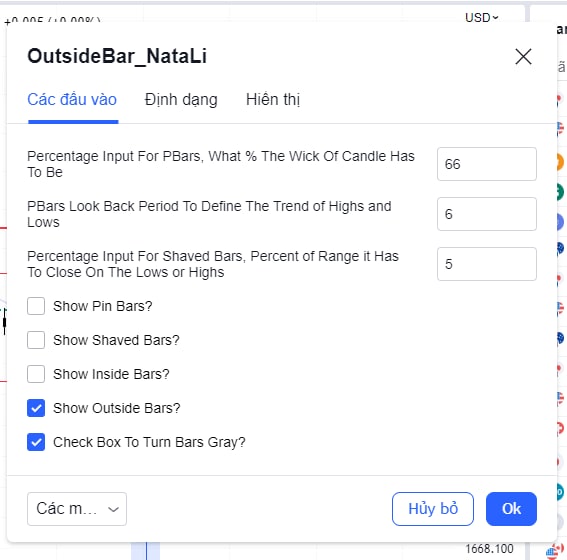 +0.005 (+0.00%)
USD
OutsideBar_NataLi
Các đầu vào
Định dạng
Hiển thị
Percentage Input For PBars, What % The Wick Of Candle Has
To Be
66
PBars Look Back Period To Define The Trend of Highs and
Lows
6
Percentage Input For Shaved Bars, Percent of Range it Has
To Close On The Lows or Highs
5
Show Pin Bars?
Show Shaved Bars?
Show Inside Bars?
Show Outside Bars?
Check Box To Turn Bars Gray?
Các m...
Hủy bỏ
Ok
1668.100